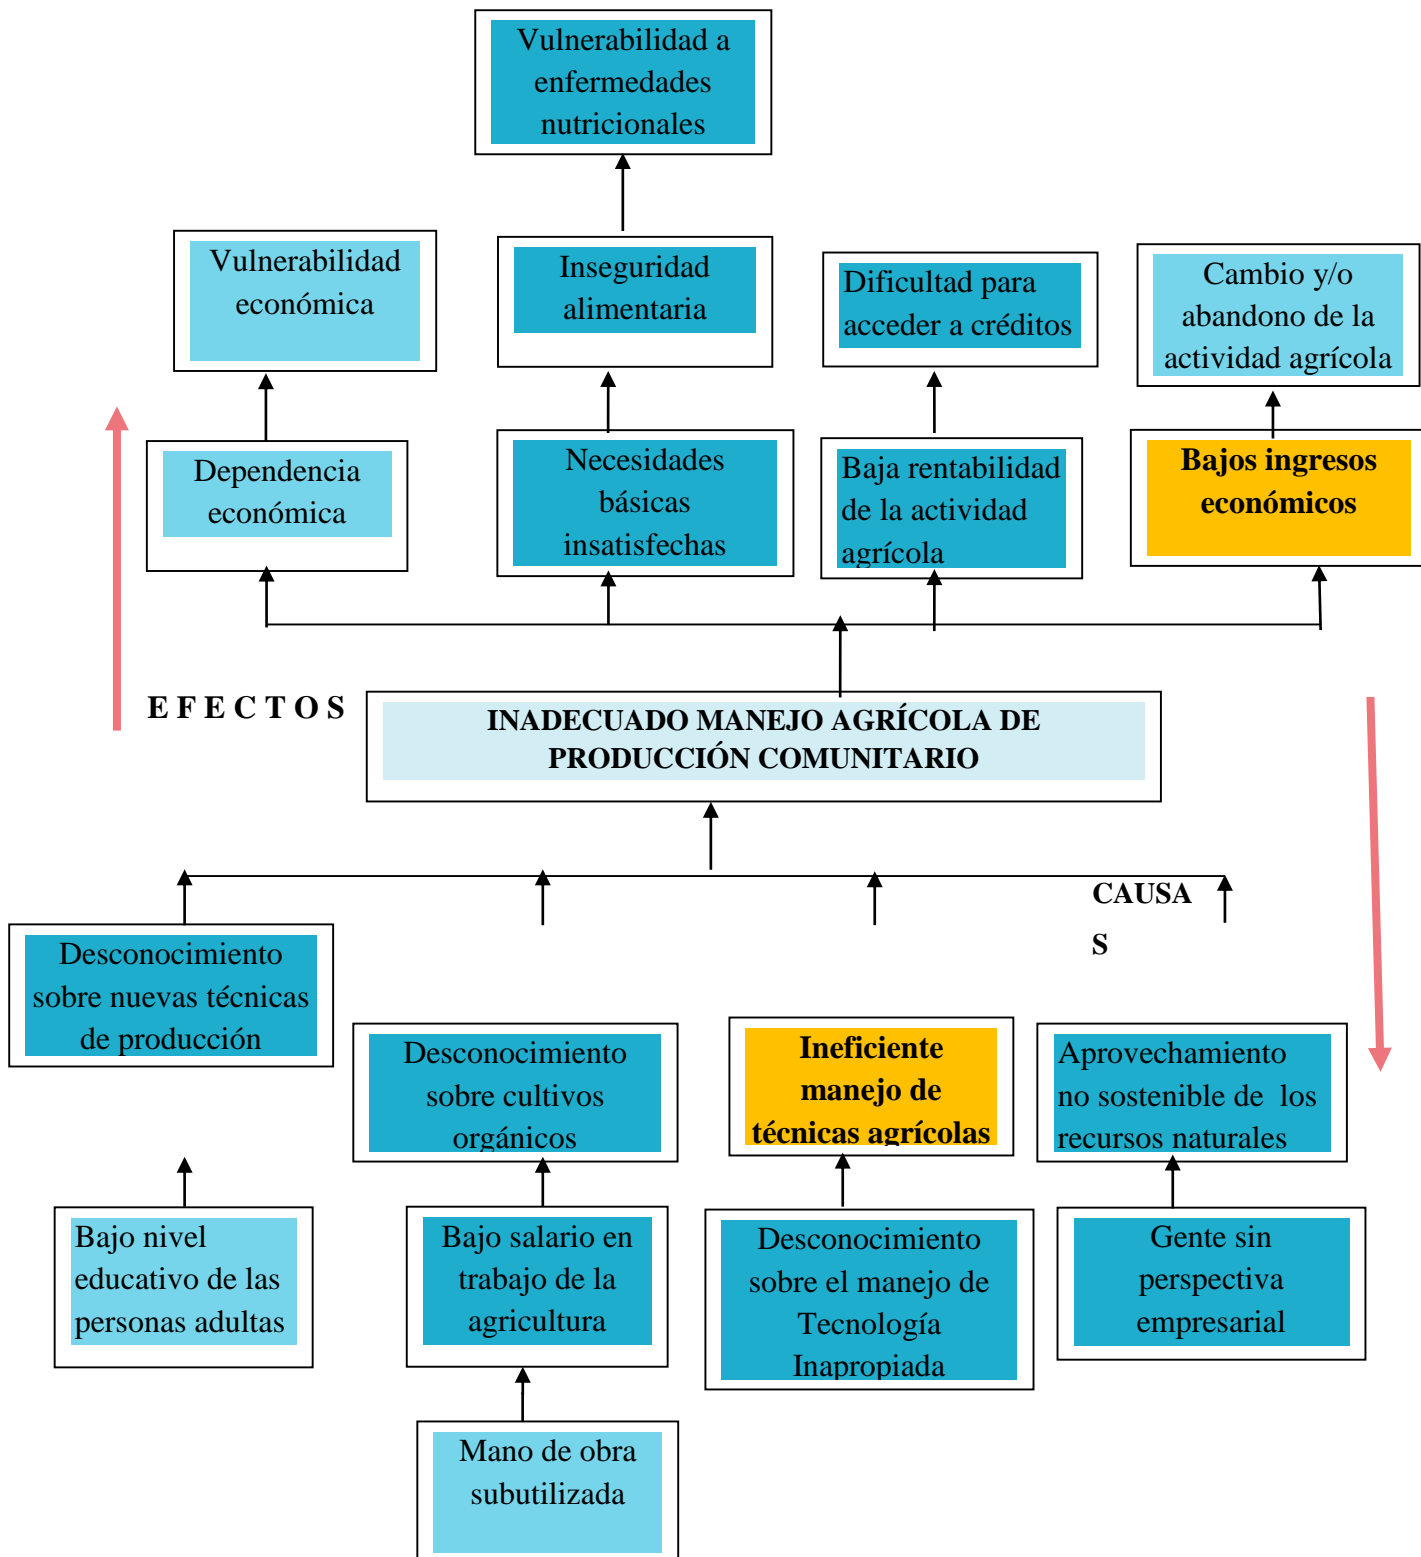 Vulnerabilidad a
enfermedades
nutricionales
Vulnerabilidad
económica
Inseguridad
alimentaria
Dificultad para
acceder a créditos
Cambio y/o
abandono de la
actividad agrícola
Dependencia
económica
Necesidades
básicas
insatisfechas
Baja rentabilidad
de la actividad
agrícola
Bajos ingresos
económicos
E F E C T O S
INADECUADO MANEJO AGRÍCOLA DE
PRODUCCIÓN COMUNITARIO
CAUSA
S
Desconocimiento
sobre nuevas técnicas
de producción
Desconocimiento
sobre cultivos
orgánicos
Ineficiente
manejo de
técnicas agrícolas
Aprovechamiento
no sostenible de los
recursos naturales
Bajo nivel
educativo de las
personas adultas
Bajo salario en
trabajo de la
agricultura
Desconocimiento
sobre el manejo de
Tecnología
Inapropiada
Gente sin
perspectiva
empresarial
Mano de obra
subutilizada